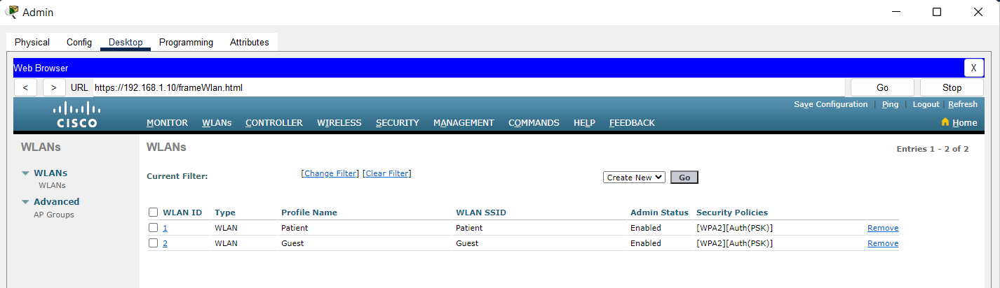 Admin
Physical Config Desktop Programming Attributes
Web Browser X
< > URL https://192.168.1.10/frameWlan.html Go Stop
Save Configuration | Ping | Logout | Refresh
CISCO MONITOR WLANs CONTROLLER WIRELESS SECURITY MANAGEMENT COMMANDS HELP FEEDBACK Home
WLANs
WLANs
WLANs
Advanced
AP Groups
WLANs Entries 1 - 2 of 2
Current Filter: [Change Filter] [Clear Filter] Create New Go
WLAN ID Type Profile Name WLAN SSID Admin Status Security Policies
1 WLAN Patient Patient Enabled [WPA2][Auth(PSK)] Remove
2 WLAN Guest Guest Enabled [WPA2][Auth(PSK)] Remove